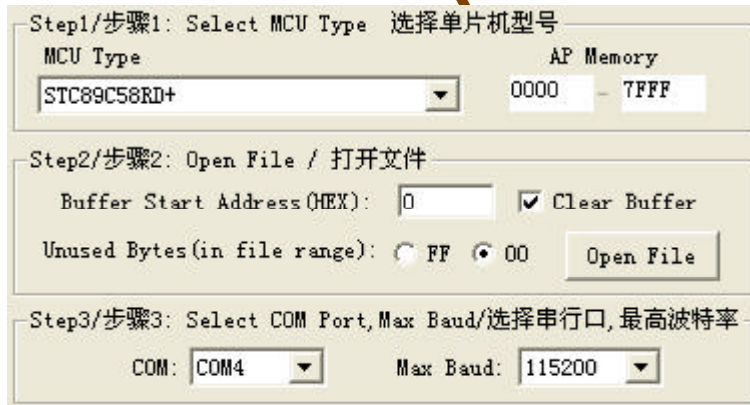 Step1/步骤1: Select MCU Type 选择单片机型号
MCU Type AP Memory
STC89C58RD+ 0000 - 7FFF
Step2/步骤2: Open File / 打开文件
Buffer Start Address(HEX): 0 Clear Buffer
Unused Bytes(in file range): FF 00 Open File
Step3/步骤3: Select COM Port,Max Baud/选择串行口,最高波特率
COM: COM4 Max Baud: 115200